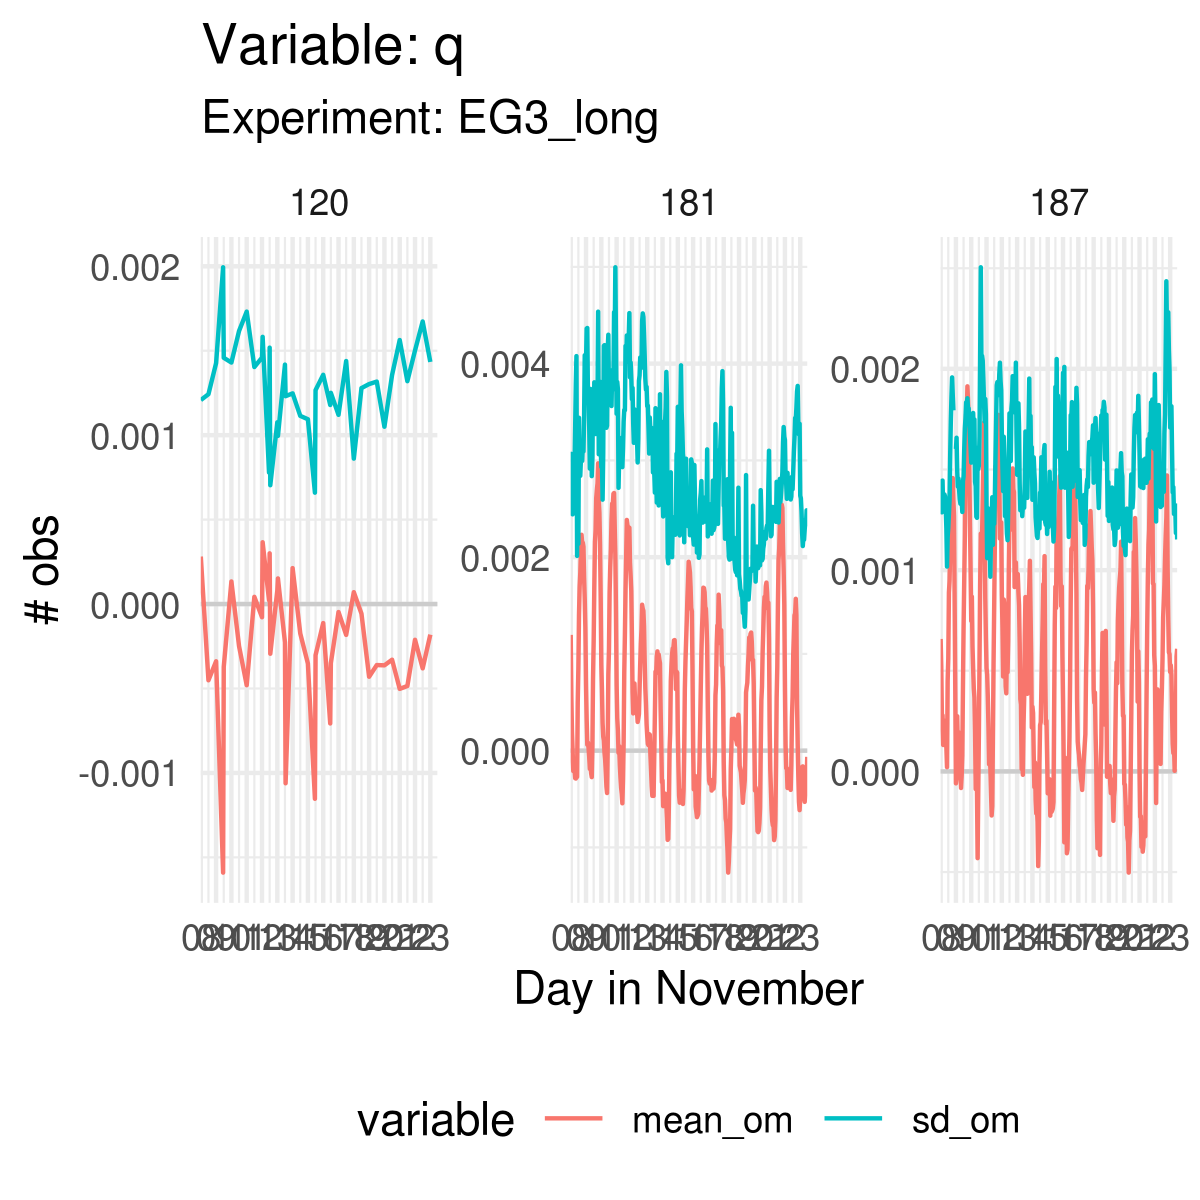 Variable: q
Experiment: EG3_long
120
181
187
0.002
0.001
0.000
-0.001
0.004
0.002
0.000
0.002
0.001
0.000
# obs
Day in November
variable
mean_om
sd_om